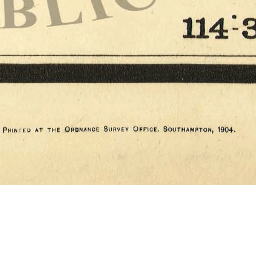 BLIC
114·3
PRINTED AT THE ORDNANCE SURVEY OFFICE, SOUTHAMPTON, 1904.